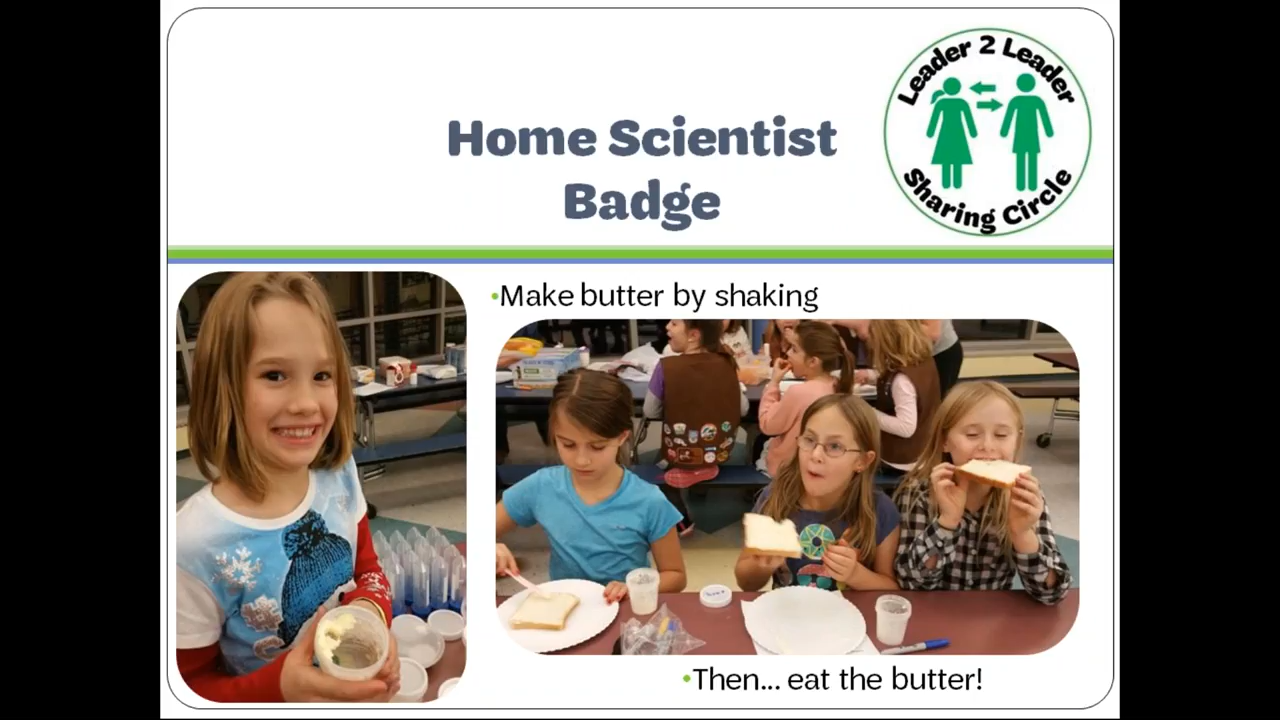 Leader 2 Leader
Sharing Circle
Home Scientist
Badge
•Make butter by shaking
•Then... eat the butter!